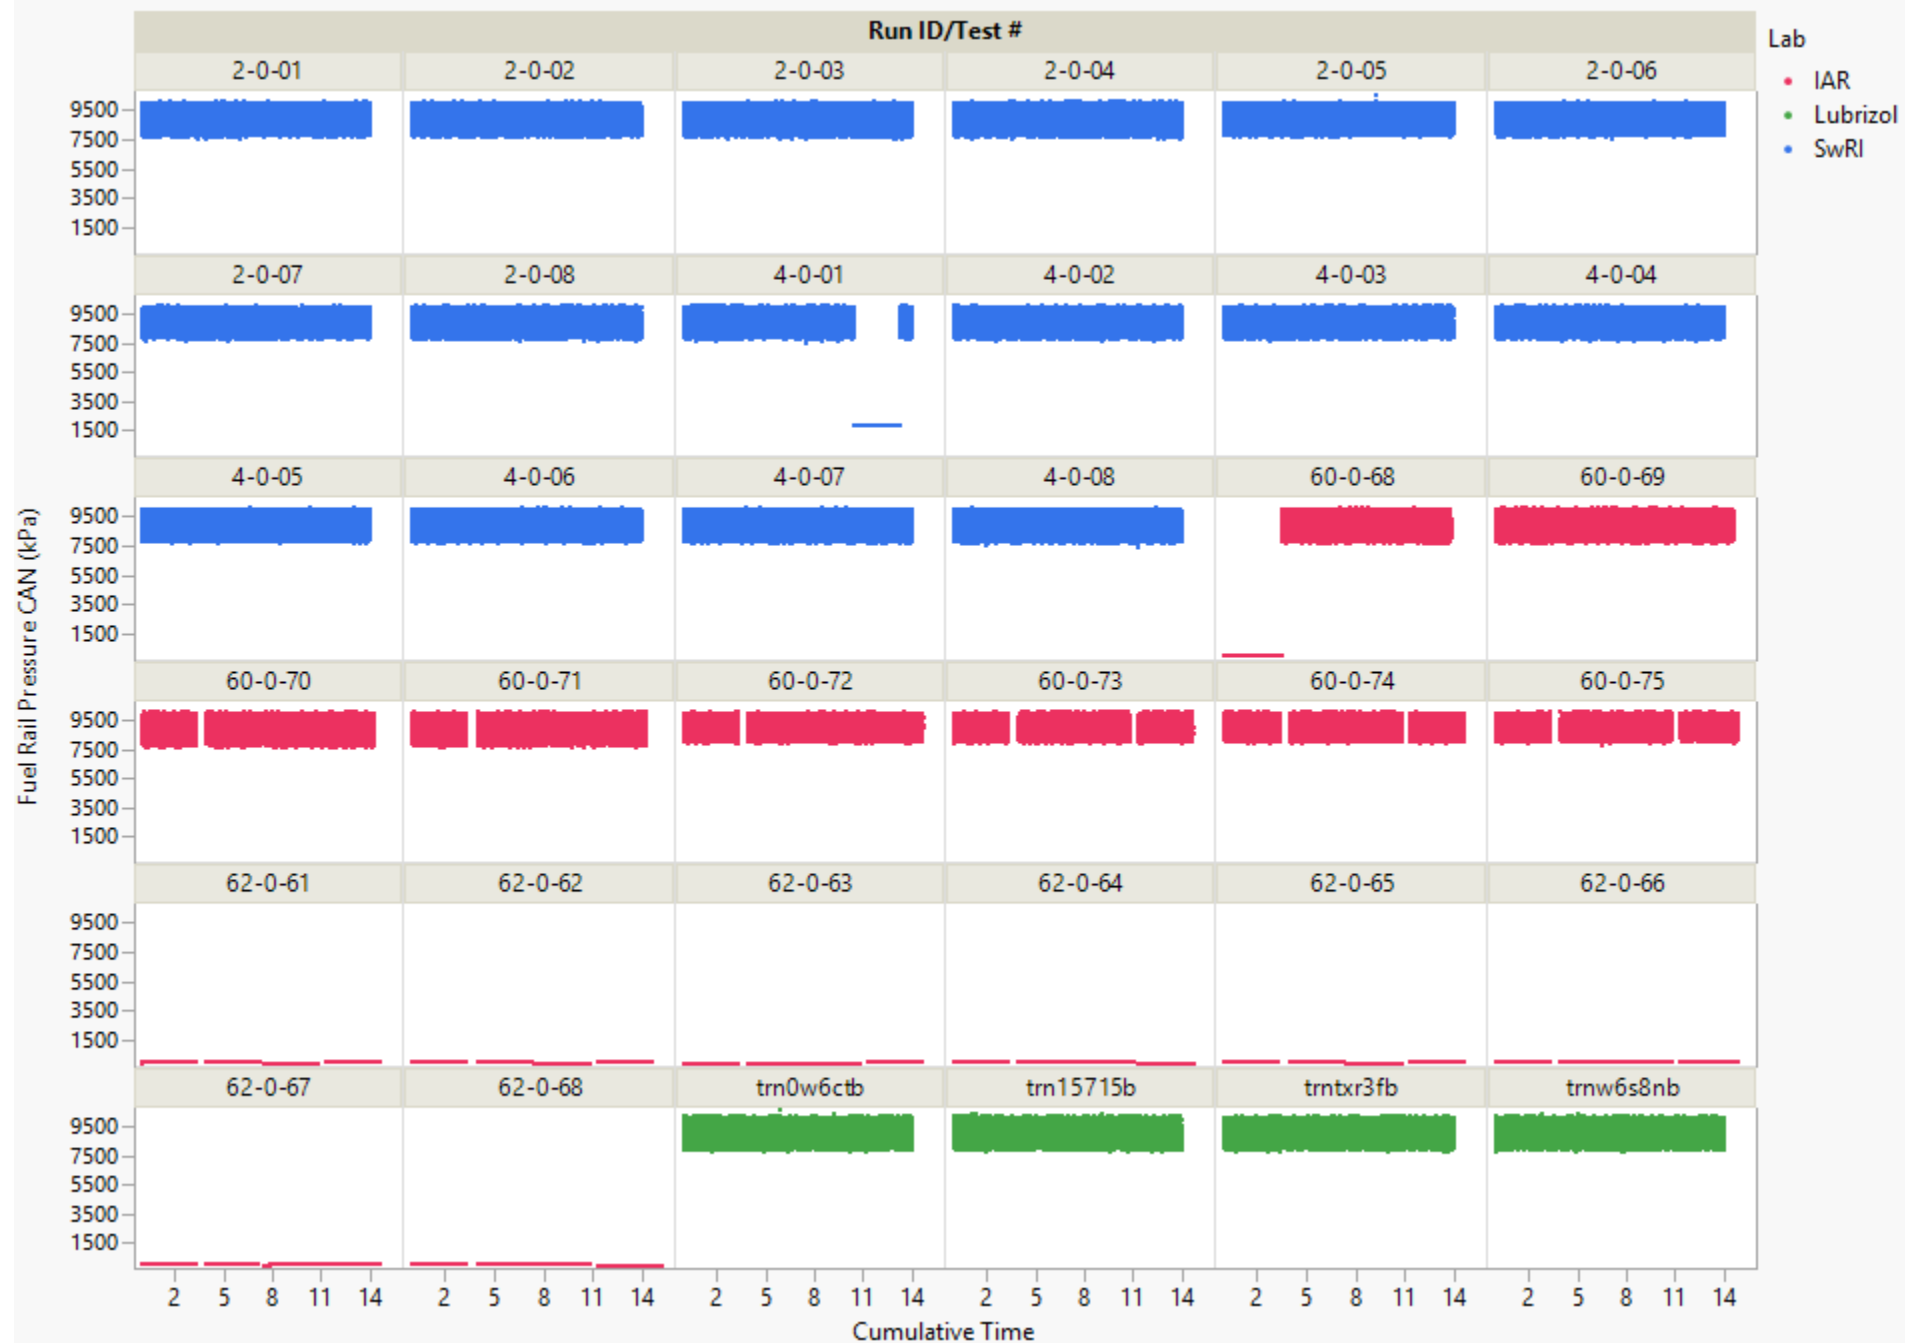 Run ID/Test #
2-0-01 2-0-02 2-0-03 2-0-04 2-0-05 2-0-06
9500
7500
5500
3500
1500
2-0-07 2-0-08 4-0-01 4-0-02 4-0-03 4-0-04
9500
7500
5500
3500
1500
4-0-05 4-0-06 4-0-07 4-0-08 60-0-68 60-0-69
9500
7500
5500
3500
1500
60-0-70 60-0-71 60-0-72 60-0-73 60-0-74 60-0-75
9500
7500
5500
3500
1500
62-0-61 62-0-62 62-0-63 62-0-64 62-0-65 62-0-66
9500
7500
5500
3500
1500
62-0-67 62-0-68 trn0w6ctb trn15715b trntxr3fb trnw6s8nb
9500
7500
5500
3500
1500
2 5 8 11 14 2 5 8 11 14 2 5 8 11 14 2 5 8 11 14 2 5 8 11 14 2 5 8 11 14
Cumulative Time
Fuel Rail Pressure CAN (kPa)
Lab
IAR
Lubrizol
SwRI